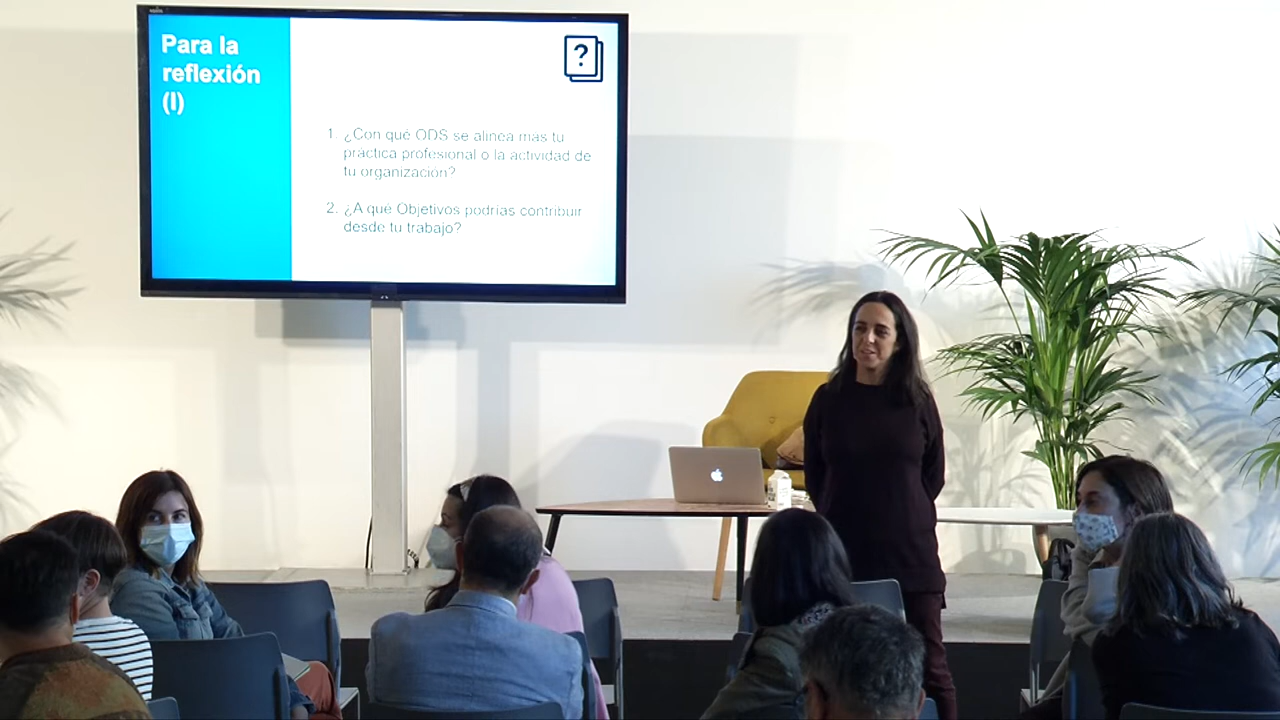 Para la
reflexión
(I)
?
1. ¿Con qué ODS se alinea más tu
práctica profesional o la actividad de
tu organización?
2. ¿A qué Objetivos podrías contribuir
desde tu trabajo?